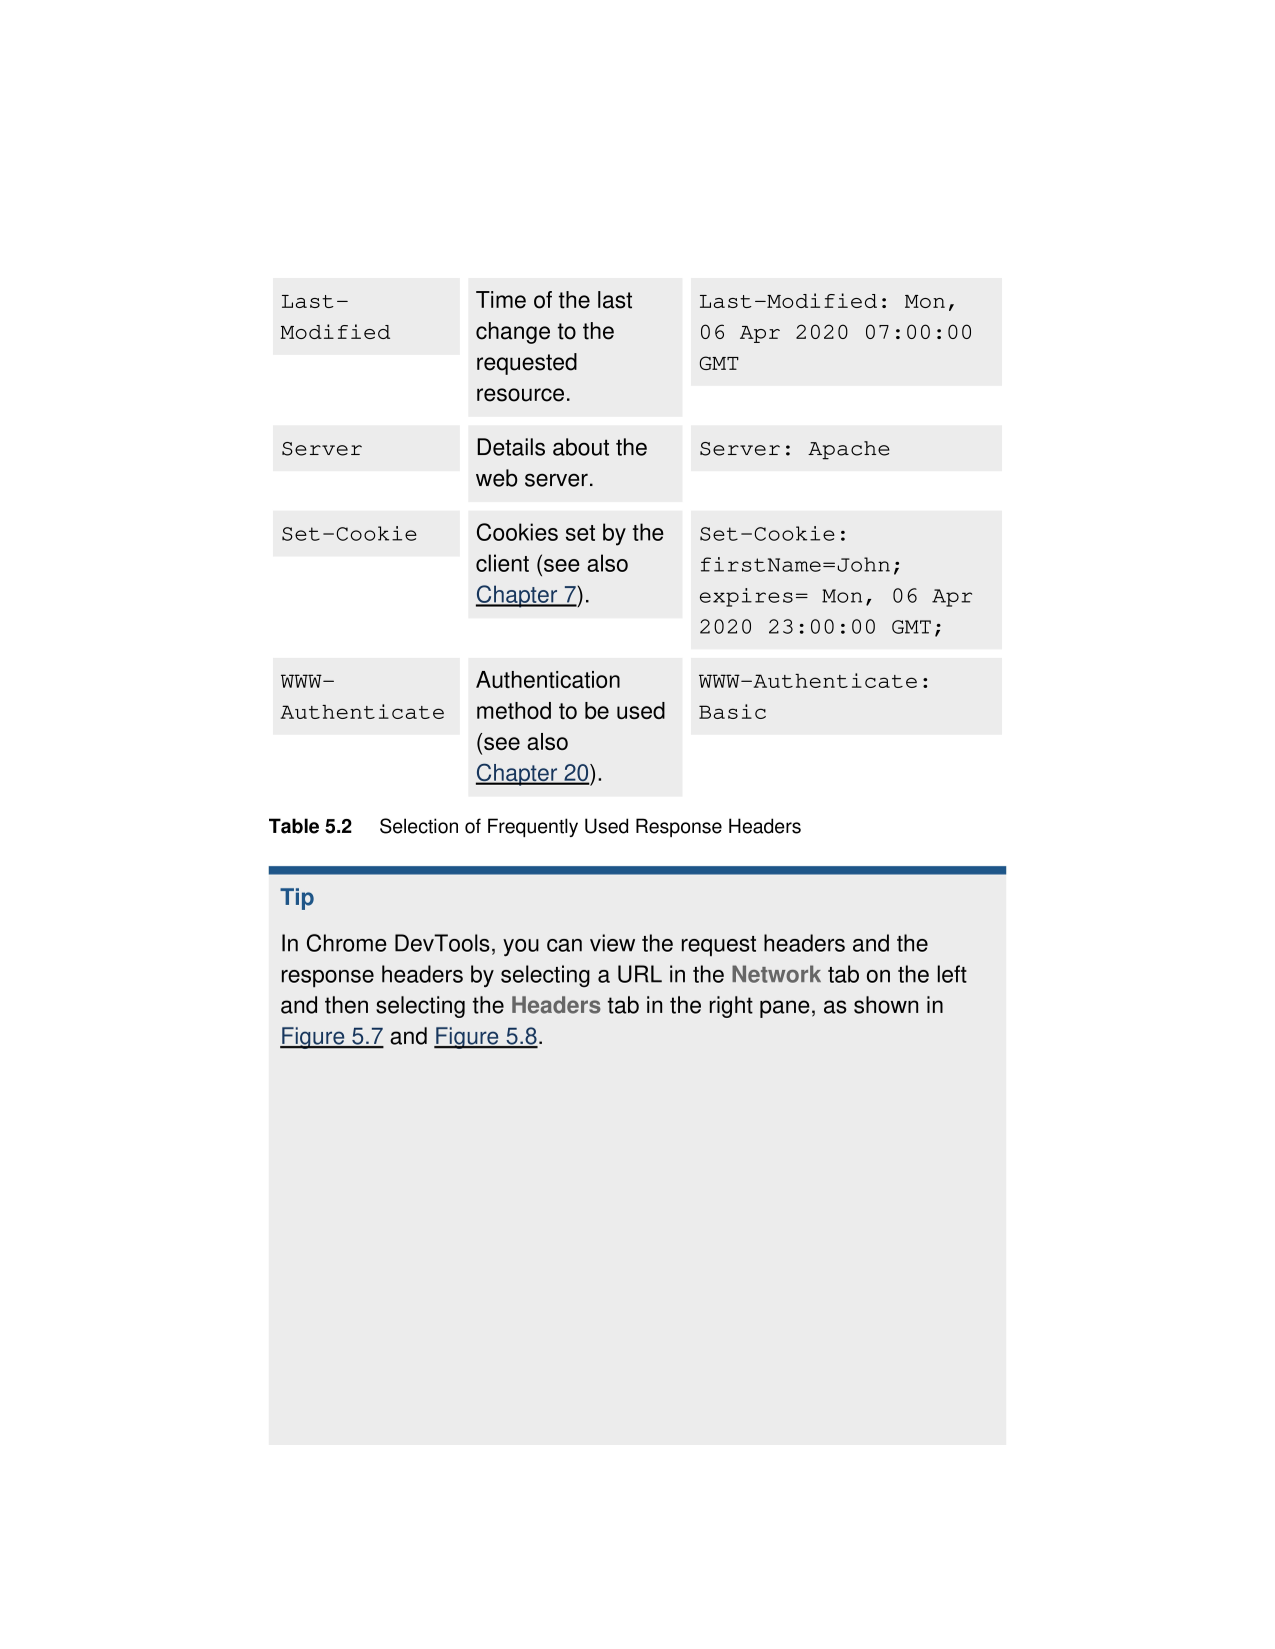 Last-
Modified
Time of the last
change to the
requested
resource.
Last-Modified: Mon,
06 Apr 2020 07:00:00
GMT
Server
Details about the
web server.
Server: Apache
Set-Cookie
Cookies set by the
client (see also
Chapter 7).
Set-Cookie:
firstName=John;
expires= Mon, 06 Apr
2020 23:00:00 GMT;
WWW-
Authenticate
Authentication
method to be used
(see also
Chapter 20).
WWW-Authenticate:
Basic
Table 5.2 Selection of Frequently Used Response Headers
Tip
In Chrome DevTools, you can view the request headers and the
response headers by selecting a URL in the Network tab on the left
and then selecting the Headers tab in the right pane, as shown in
Figure 5.7 and Figure 5.8.